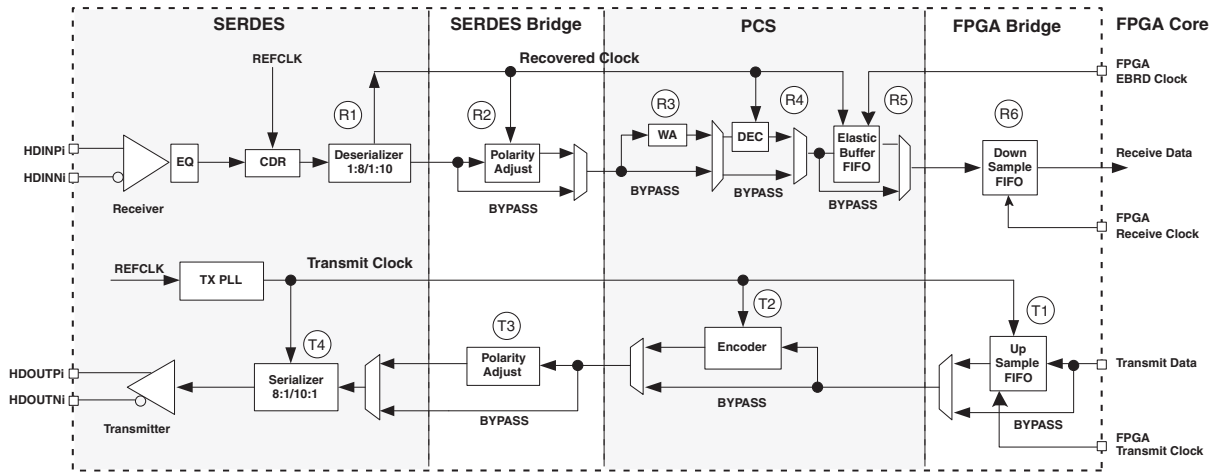 SERDES
SERDES Bridge
PCS
FPGA Bridge
FPGA Core
REFCLK
Recovered Clock
FPGA
EBRD Clock
R1
R2
R3
R4
R5
R6
HDINPi
HDINNi
EQ
CDR
Deserializer
1:8/1:10
Polarity
Adjust
BYPASS
WA
BYPASS
DEC
BYPASS
Elastic
Buffer
FIFO
BYPASS
Down
Sample
FIFO
Receive Data
Receiver
FPGA
Receive Clock
REFCLK
TX PLL
Transmit Clock
T4
T3
T2
T1
HDOUTPi
HDOUTNi
Transmitter
Serializer
8:1/10:1
Polarity
Adjust
BYPASS
Encoder
BYPASS
Up
Sample
FIFO
BYPASS
Transmit Data
FPGA
Transmit Clock